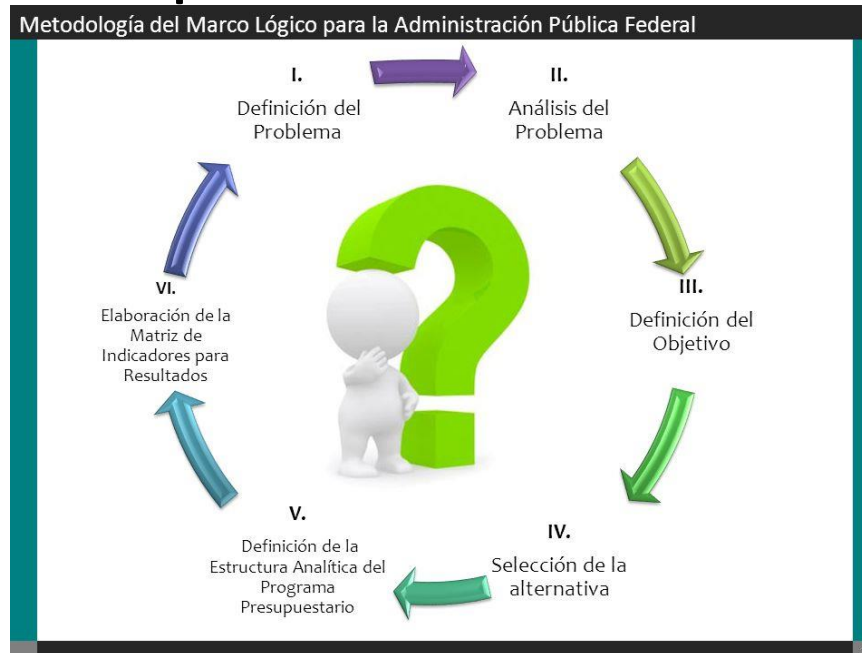 Metodología del Marco Lógico para la Administración Pública Federal
I.
Definición del
Problema
II.
Análisis del
Problema
III.
Definición del
Objetivo
IV.
Selección de la
alternativa
V.
Definición de la
Estructura Analítica del
Programa
Presupuestario
VI.
Elaboración de la
Matriz de
Indicadores para
Resultados